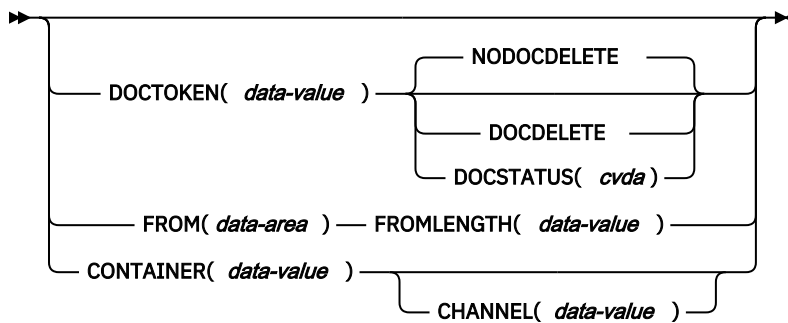 NODOCDELETE
DOCTOKEN( data-value )
DOCDELETE
DOCSTATUS( cvda )
FROM( data-area ) FROMLENGTH( data-value )
CONTAINER( data-value )
CHANNEL( data-value )